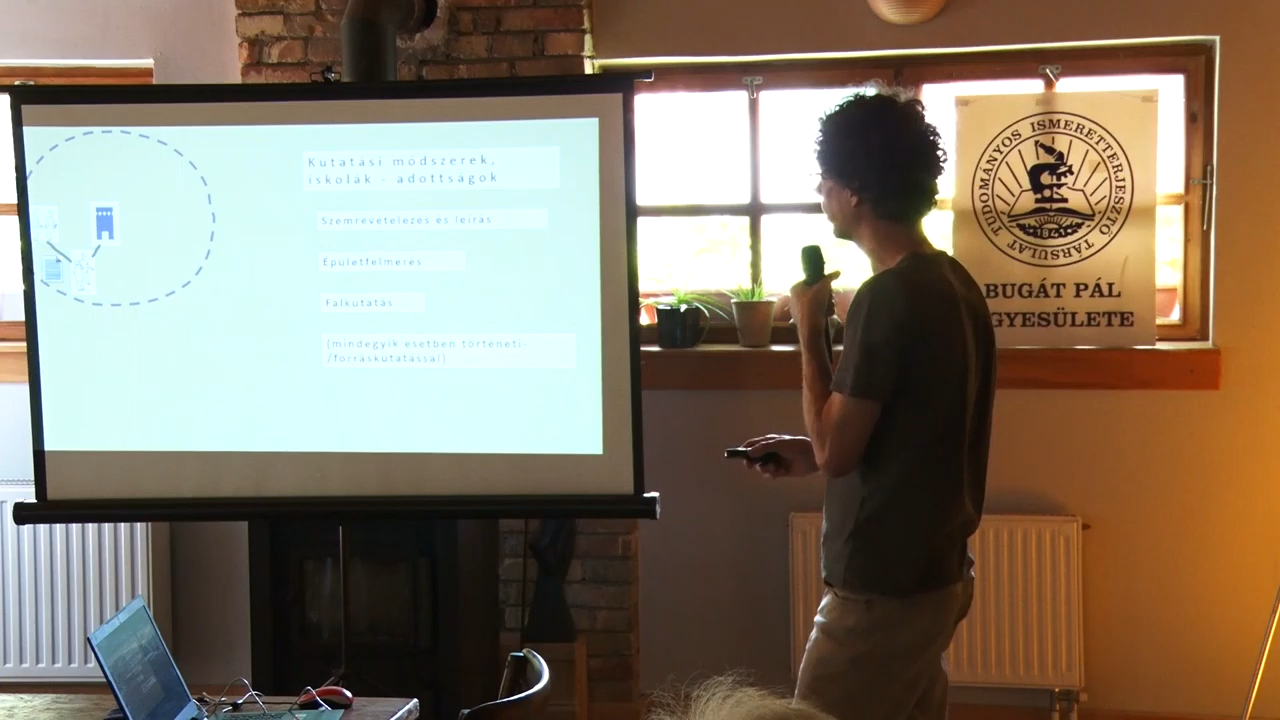 Kutatási módszerek,
iskolák - adottságok
Szemrevételezés és leírás
Épületfelmérés
Falkutatás
(mindegyik esetben történeti-
/forráskutatással)
TUDOMÁNYOS ISMERETTERJESZTŐ TÁRSULAT
1841
BUGÁT PÁL
GYESÜLETE